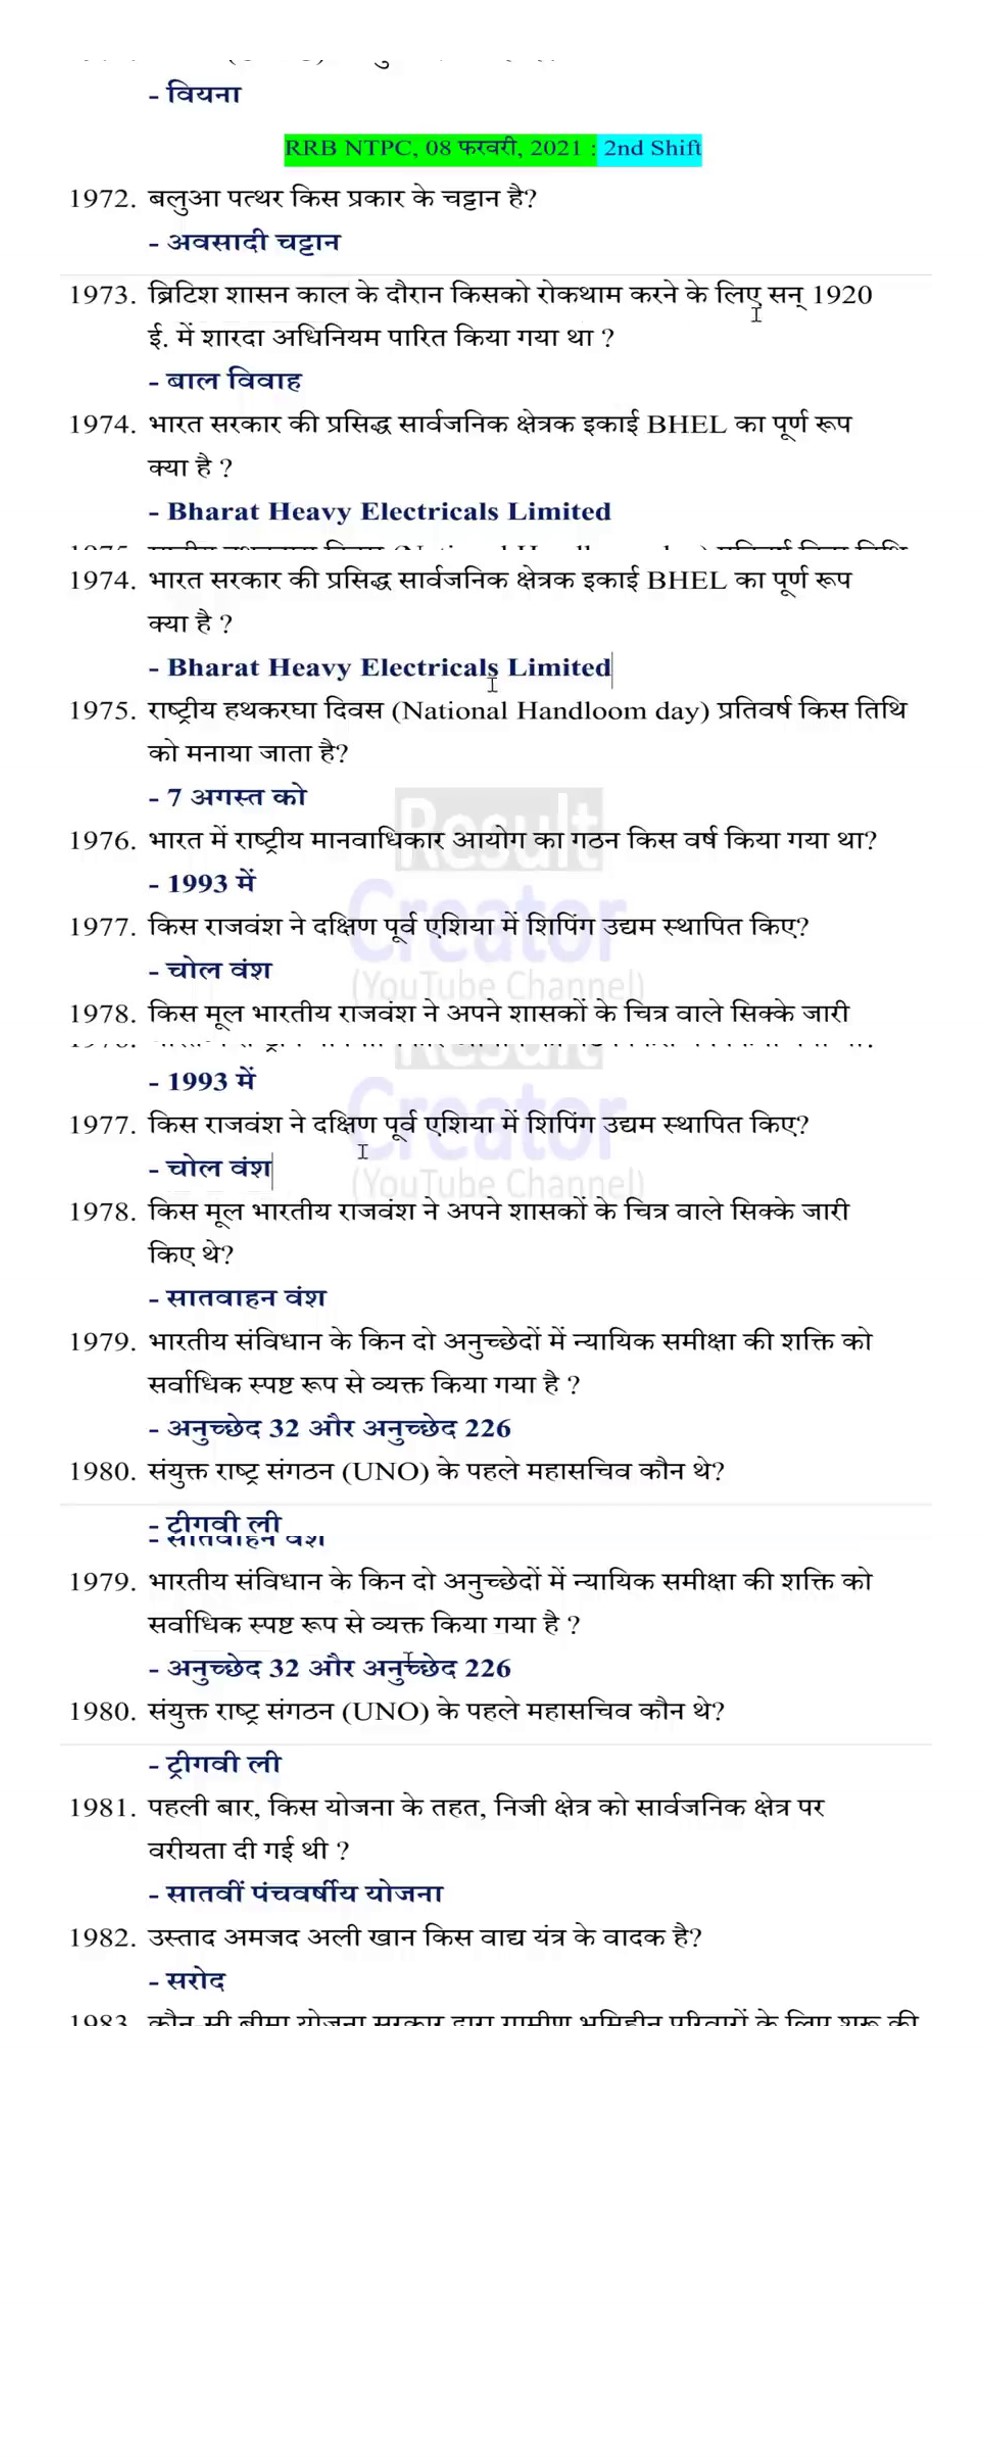 - वियना
RRB NTPC, 08 फरवरी, 2021 : 2nd Shift
1972. बलुआ पत्थर किस प्रकार के चट्टान है?
- अवसादी चट्टान
1973. ब्रिटिश शासन काल के दौरान किसको रोकथाम करने के लिए सन् 1920
ई. में शारदा अधिनियम पारित किया गया था ?
- बाल विवाह
1974. भारत सरकार की प्रसिद्ध सार्वजनिक क्षेत्रक इकाई BHEL का पूर्ण रूप
क्या है ?
- Bharat Heavy Electricals Limited
1974. भारत सरकार की प्रसिद्ध सार्वजनिक क्षेत्रक इकाई BHEL का पूर्ण रूप
क्या है ?
- Bharat Heavy Electricals Limited
1975. राष्ट्रीय हथकरघा दिवस (National Handloom day) प्रतिवर्ष किस तिथि
को मनाया जाता है?
- 7 अगस्त को
Result
1976. भारत में राष्ट्रीय मानवाधिकार आयोग का गठन किस वर्ष किया गया था?
- 1993 में
Creator
1977. किस राजवंश ने दक्षिण पूर्व एशिया में शिपिंग उद्यम स्थापित किए?
- चोल वंश
(YouTube Channel)
1978. किस मूल भारतीय राजवंश ने अपने शासकों के चित्र वाले सिक्के जारी
- 1993 में
Creator
1977. किस राजवंश ने दक्षिण पूर्व एशिया में शिपिंग उद्यम स्थापित किए?
- चोल वंश
(YouTube Channel)
1978. किस मूल भारतीय राजवंश ने अपने शासकों के चित्र वाले सिक्के जारी
किए थे?
- सातवाहन वंश
1979. भारतीय संविधान के किन दो अनुच्छेदों में न्यायिक समीक्षा की शक्ति को
सर्वाधिक स्पष्ट रूप से व्यक्त किया गया है ?
- अनुच्छेद 32 और अनुच्छेद 226
1980. संयुक्त राष्ट्र संगठन (UNO) के पहले महासचिव कौन थे?
- ट्रीगवी ली
1979. भारतीय संविधान के किन दो अनुच्छेदों में न्यायिक समीक्षा की शक्ति को
सर्वाधिक स्पष्ट रूप से व्यक्त किया गया है ?
- अनुच्छेद 32 और अनुच्छेद 226
1980. संयुक्त राष्ट्र संगठन (UNO) के पहले महासचिव कौन थे?
- ट्रीगवी ली
1981. पहली बार, किस योजना के तहत, निजी क्षेत्र को सार्वजनिक क्षेत्र पर
वरीयता दी गई थी ?
- सातवीं पंचवर्षीय योजना
1982. उस्ताद अमजद अली खान किस वाद्य यंत्र के वादक है?
- सरोद
1983. कौन-सी बीमा योजना सरकार द्वारा ग्रामीण भूमिहीन परिवारों के लिए शुरू की